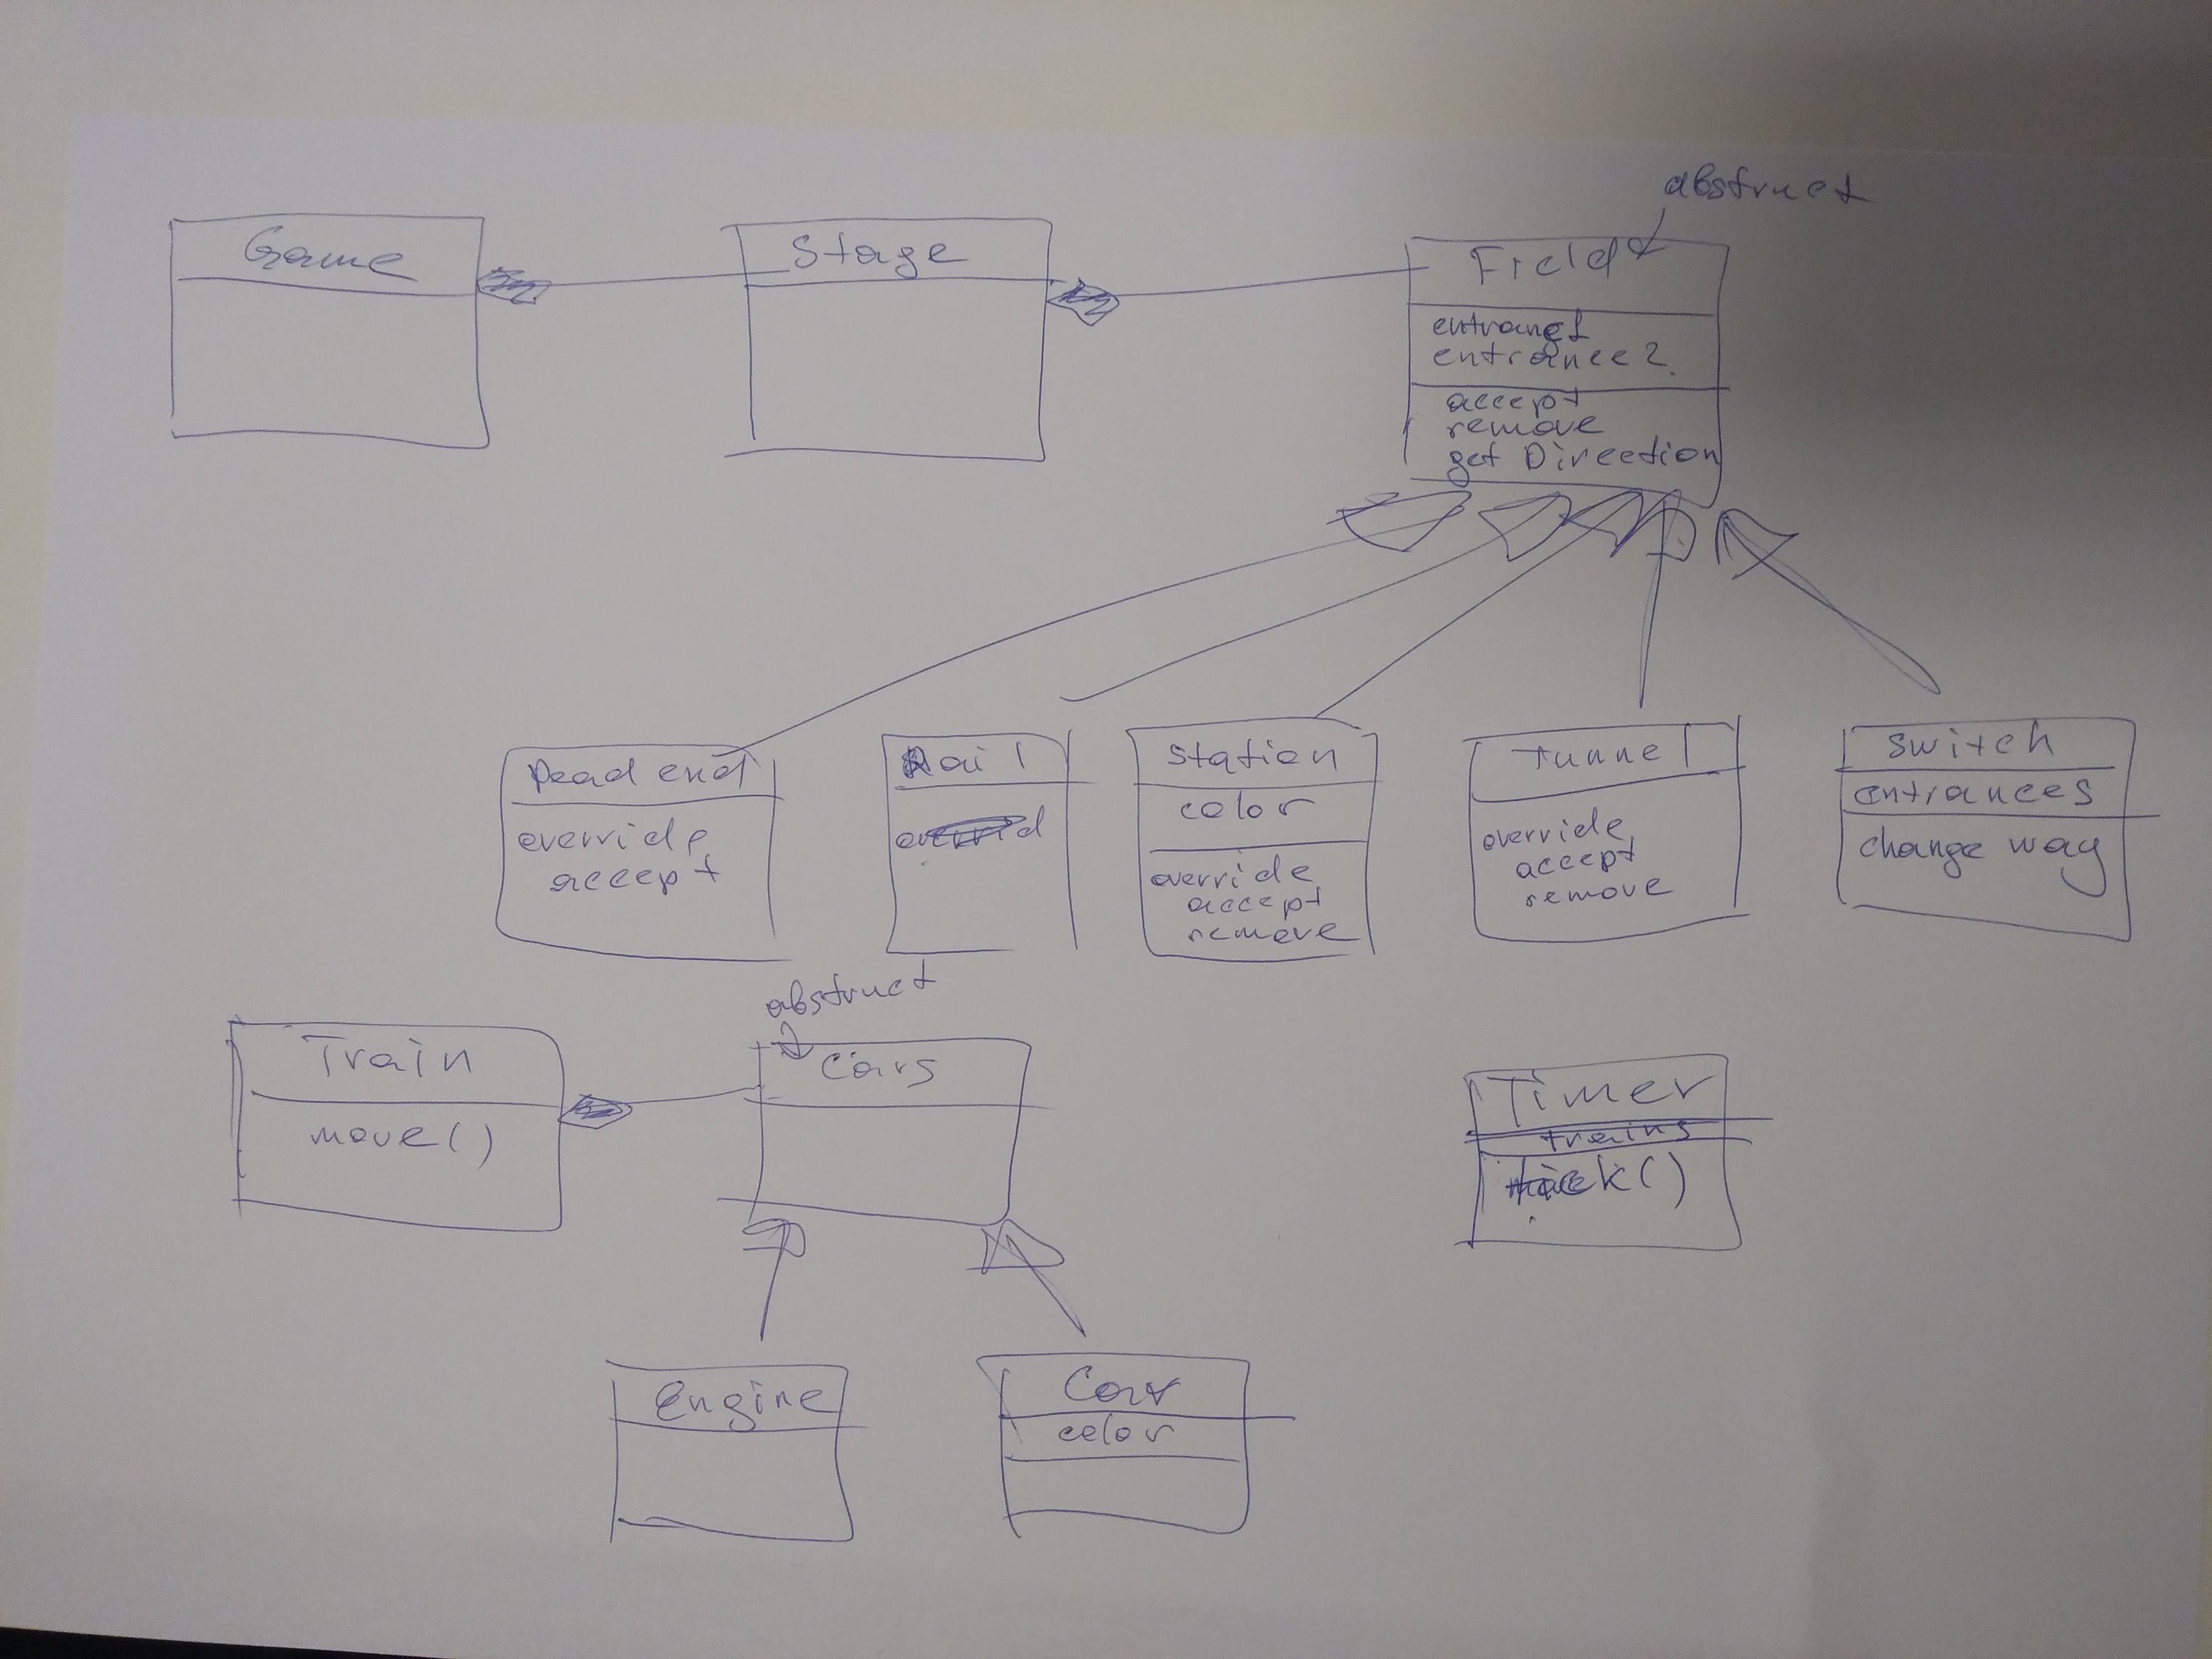 abstruct
Game
Stage
Field
entrance1
entrance2
accept
remove
get Direction
Dead end
override
accept
Rail
Station
color
override
accept
remove
Tunnel
override
accept
remove
Switch
entrances
change way
abstruct
Train
move()
Cars
Timer
trains
tick()
Engine
Car
color